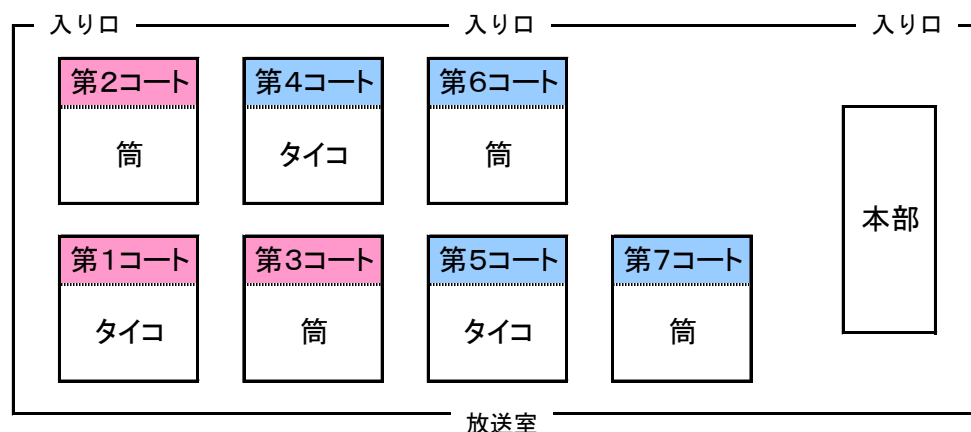 入り口 入り口 入り口
第2コート 第4コート 第6コート
筒 タイコ 筒
本部
第1コート 第3コート 第5コート 第7コート
タイコ 筒 タイコ 筒
放送室